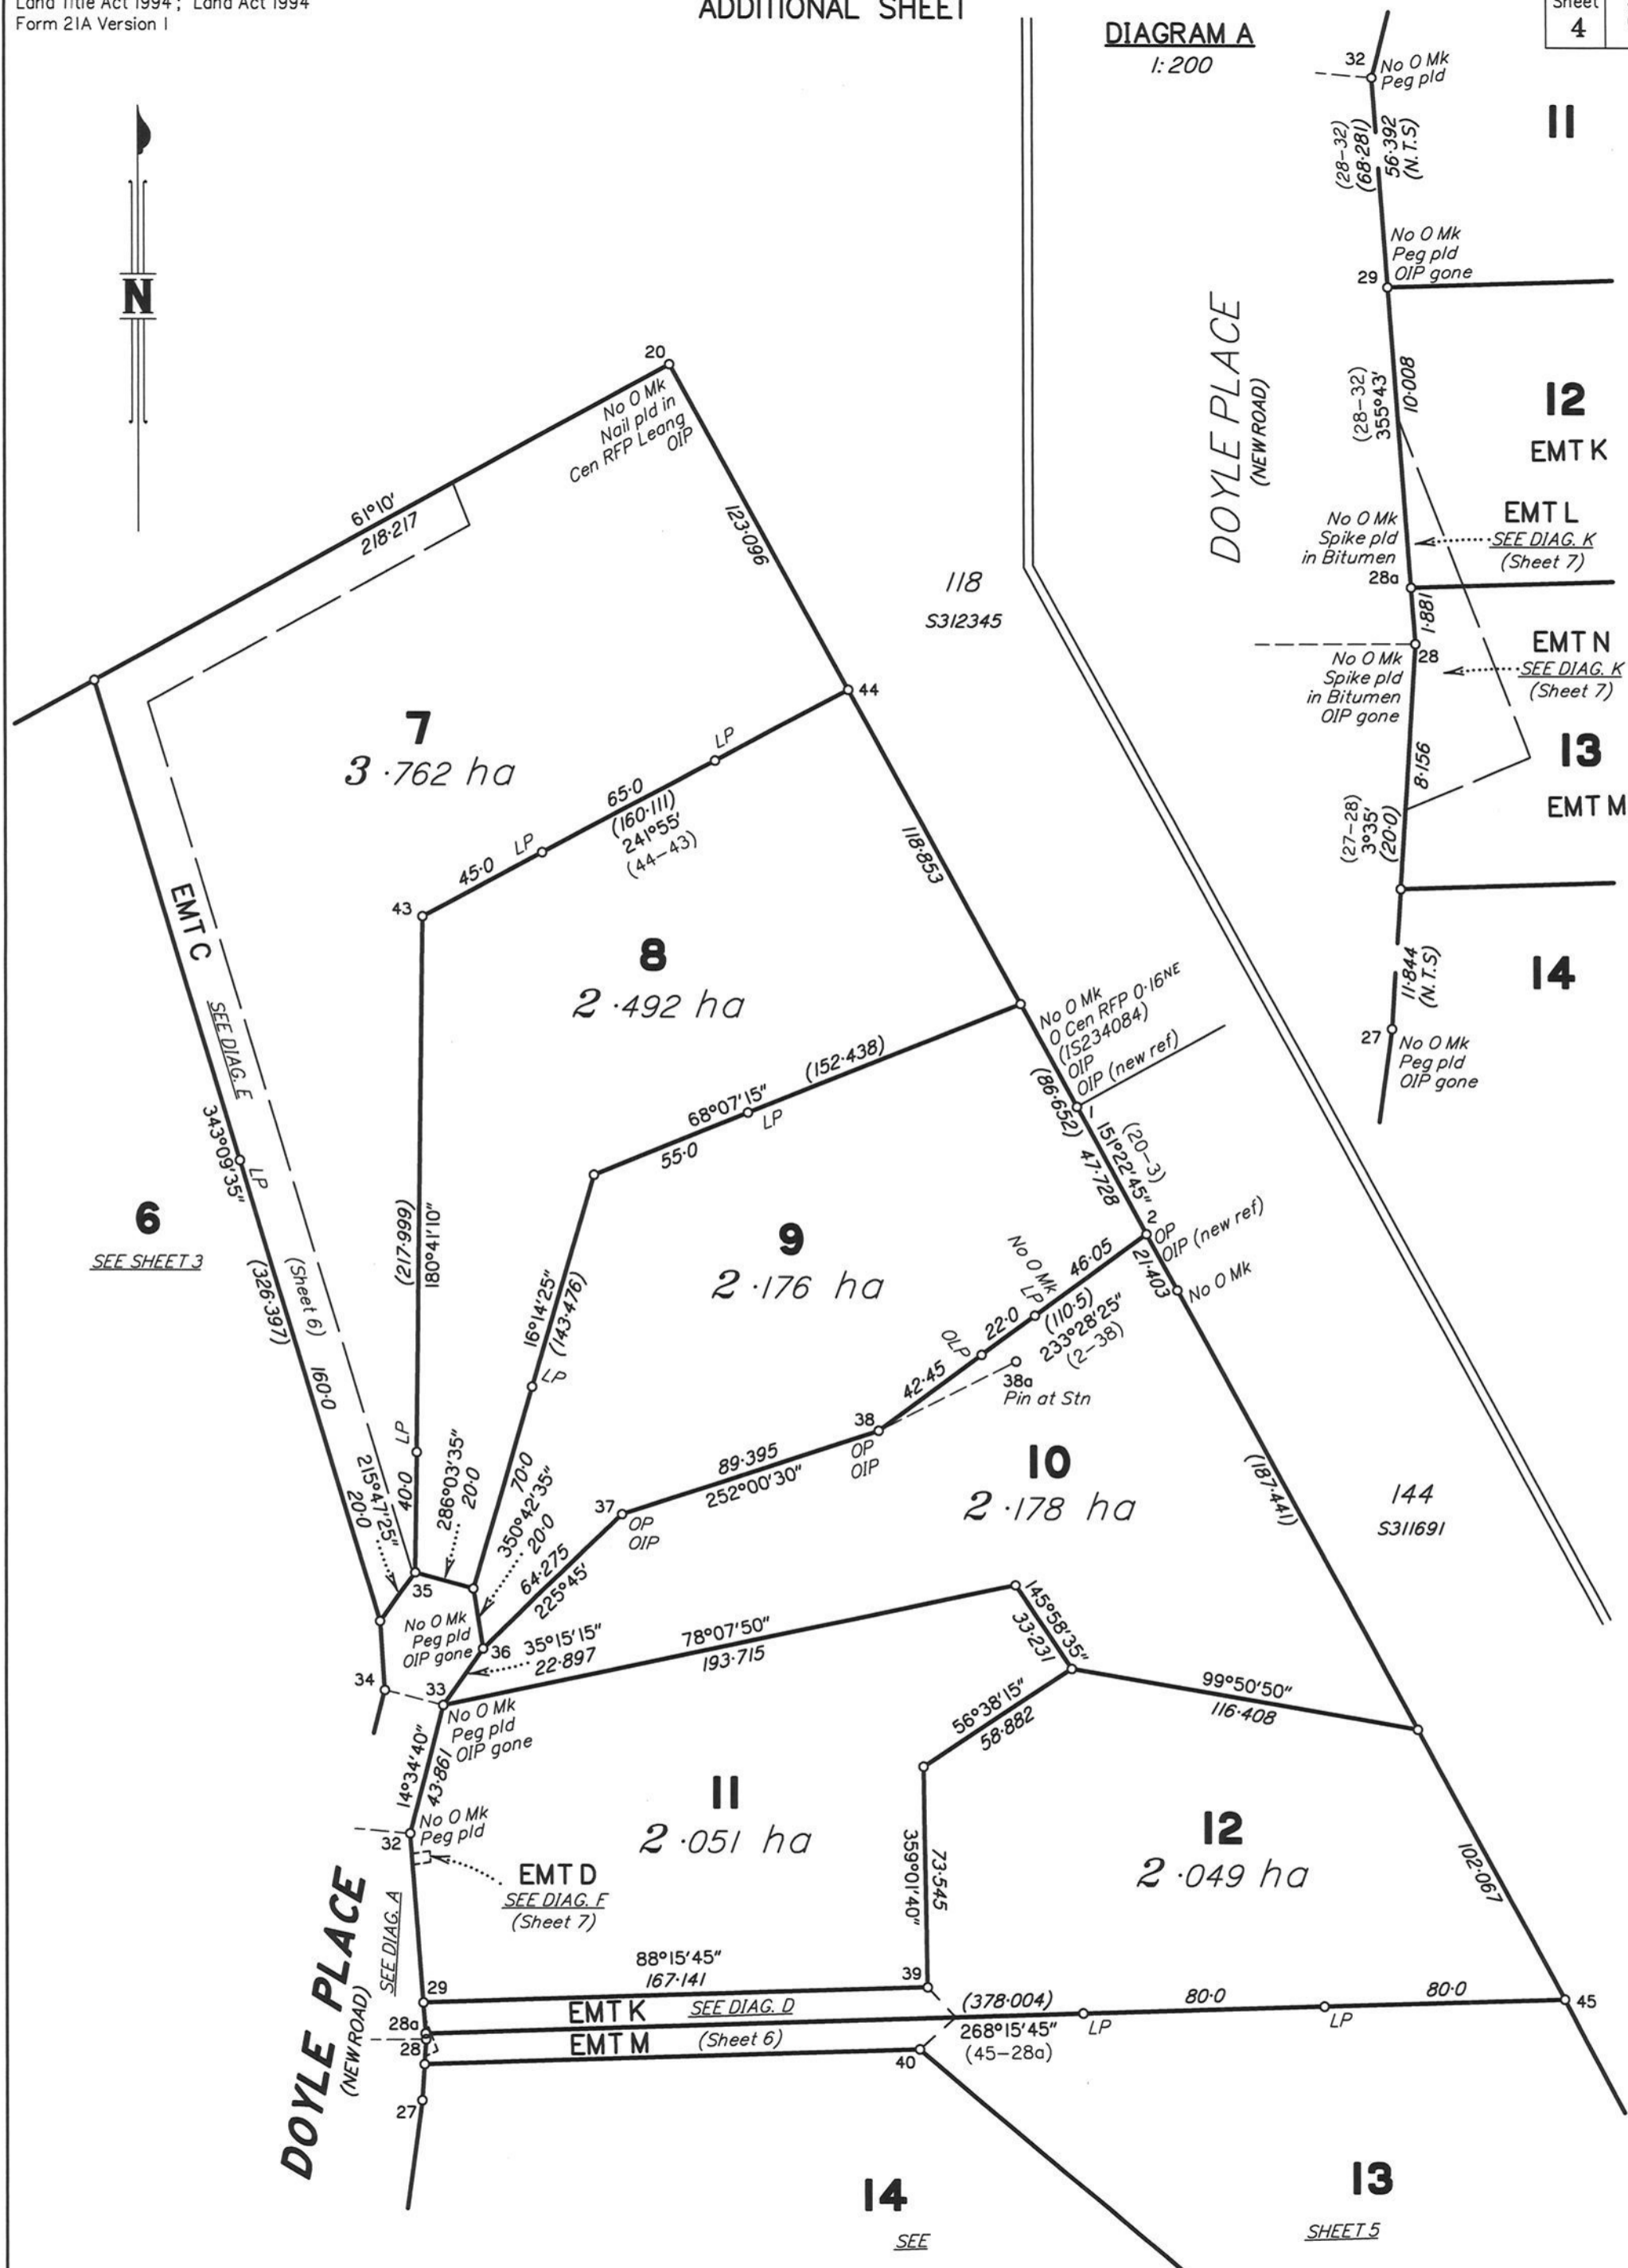 Land Title Act 1994 ; Land Act 1994
Form 21A Version 1
ADDITIONAL SHEET
Sheet
4
DIAGRAM A
1:200
32
No O Mk
Peg pld
11
(28-32)
(68·281)
56·392
(N.T.S)
No O Mk
Peg pld
OIP gone
29
DOYLE PLACE
(NEW ROAD)
(28-32)
355°43'
10·008
12
EMT K
No O Mk
Spike pld
in Bitumen
28a
EMT L
SEE DIAG. K
(Sheet 7)
1·881
28
No O Mk
Spike pld
in Bitumen
OIP gone
EMT N
SEE DIAG. K
(Sheet 7)
8·156
13
EMT M
(27-28)
3°35'
(20·0)
11·844
(N.T.S)
14
27
No O Mk
Peg pld
OIP gone
N
20
No O Mk
Nail pld in
Cen RFP Leang
OIP
61°10'
218·217
123·096
118
S312345
44
7
3·762 ha
LP
65·0
(160·111)
241°55'
(44-43)
LP
45·0
43
118·853
EMT C
SEE DIAG. E
(Sheet 6)
343°09'35"
LP
(326·397)
160·0
8
2·492 ha
No O Mk
O Cen RFP 0·16NE
(IS234084)
OIP
OIP (new ref)
1
(152·438)
68°07'15"
LP
55·0
(86·652)
(20-3)
151°22'45"
47·728
6
SEE SHEET 3
(217·999)
180°41'10"
9
2·176 ha
2
OP
OIP (new ref)
21·403
No O Mk
46·05
No O Mk
LP
(110·5)
233°28'25"
(2-38)
22·0
OLP
42·45
38a
Pin at Stn
16°14'25"
(143·476)
LP
38
OP
OIP
89·395
252°00'30"
10
2·178 ha
(187·441)
144
S311691
LP
40·0
215°47'25"
20·0
286°03'35"
20·0
70·0
350°42'35"
20·0
37
OP
OIP
64·275
225°45'
35
No O Mk
Peg pld
OIP gone
36
35°15'15"
22·897
34
33
No O Mk
Peg pld
OIP gone
78°07'50"
193·715
145°58'35"
33·231
99°50'50"
116·408
56°38'15"
58·882
14°34'40"
43·861
11
2·051 ha
32
No O Mk
Peg pld
EMT D
SEE DIAG. F
(Sheet 7)
359°01'40"
73·545
12
2·049 ha
102·067
DOYLE PLACE
(NEW ROAD)
SEE DIAG. A
29
88°15'45"
167·141
39
28a
EMT K
SEE DIAG. D
(378·004)
268°15'45"
(45-28a)
LP
80·0
LP
80·0
45
28
EMT M
(Sheet 6)
40
27
14
SEE
13
SHEET 5